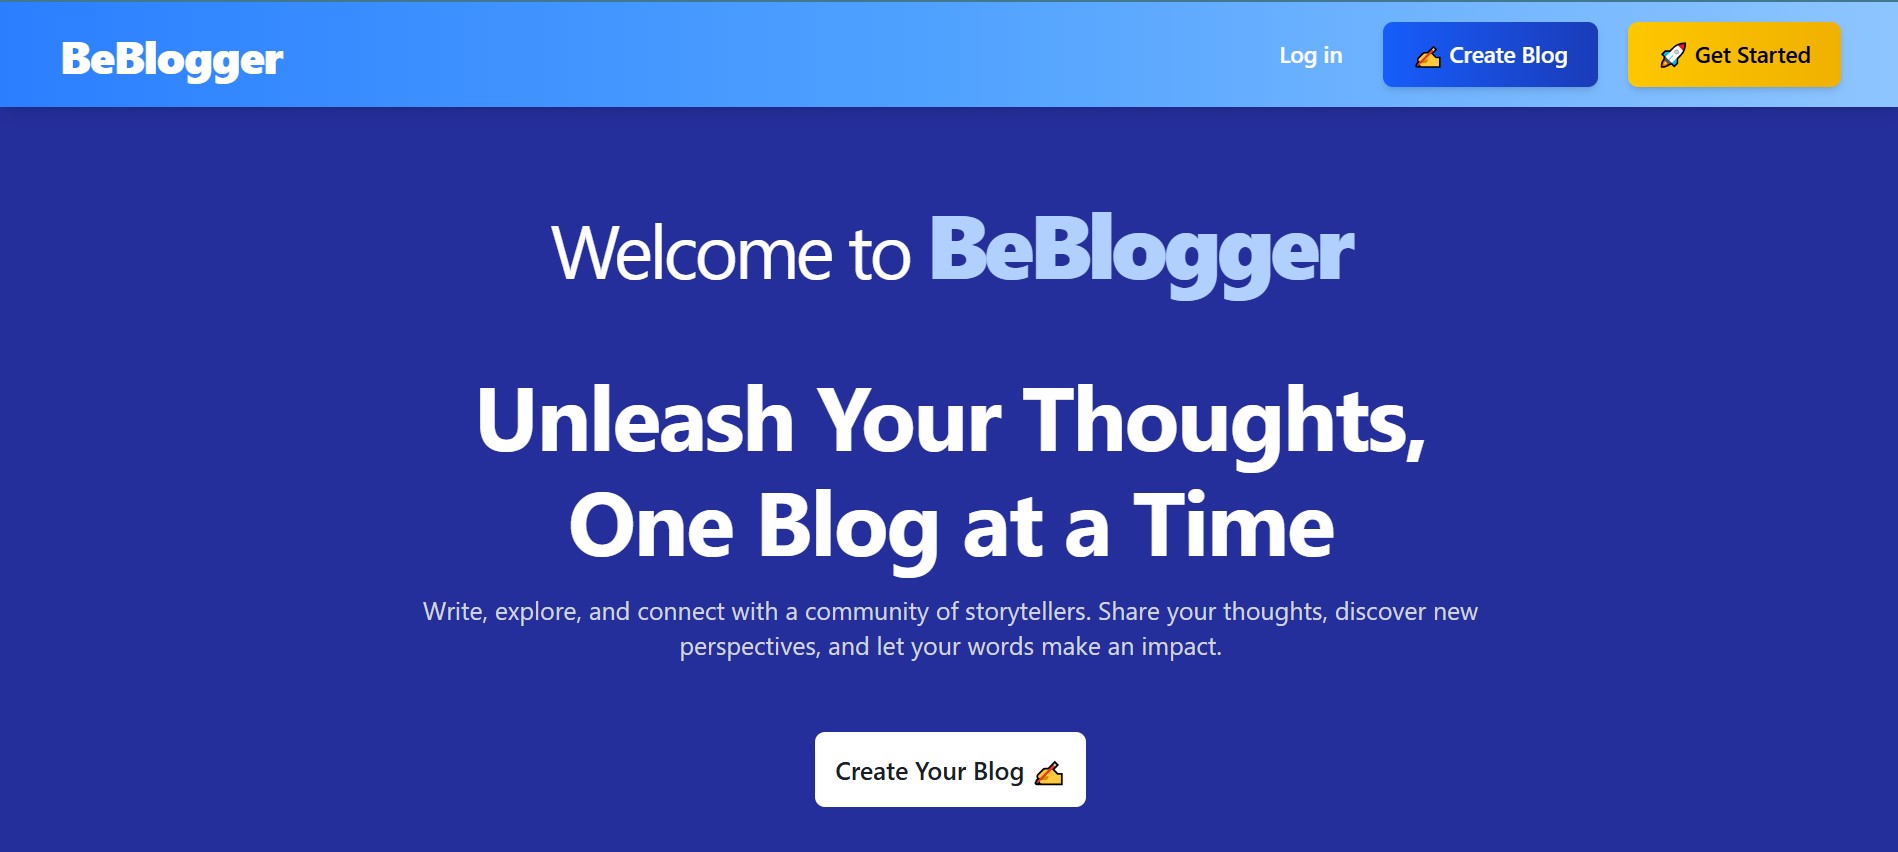 BeBlogger
Log in
✍️ Create Blog
🚀 Get Started
Welcome to BeBlogger
Unleash Your Thoughts,
One Blog at a Time
Write, explore, and connect with a community of storytellers. Share your thoughts, discover new
perspectives, and let your words make an impact.
Create Your Blog ✍️